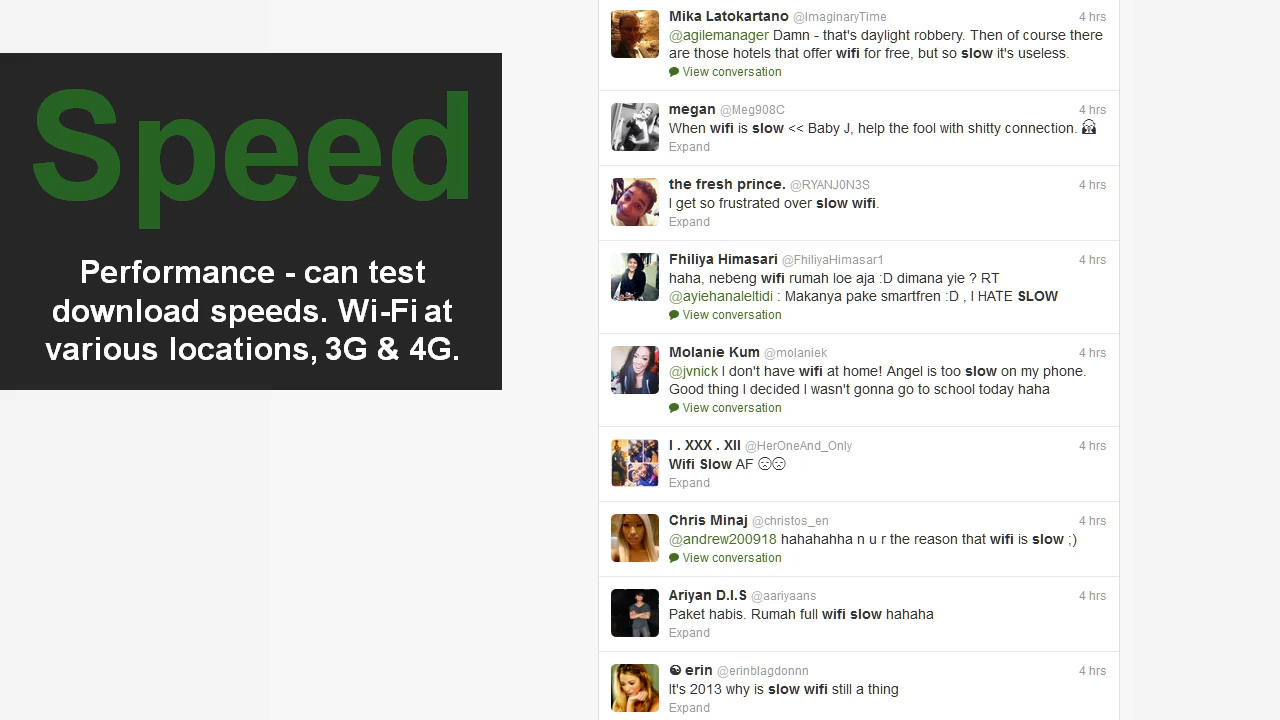 Speed
Performance - can test
download speeds. Wi-Fi at
various locations, 3G & 4G.
Mika Latokartano @ImaginaryTime 4 hrs
@agilemanager Damn - that's daylight robbery. Then of course there
are those hotels that offer wifi for free, but so slow it's useless.
View conversation
megan @Meg908C 4 hrs
When wifi is slow << Baby J, help the fool with shitty connection. 🙏
Expand
the fresh prince. @RYANJ0N3S 4 hrs
I get so frustrated over slow wifi.
Expand
Fhiliya Himasari @FhiliyaHimasar1 4 hrs
haha, nebeng wifi rumah loe aja :D dimana yie ? RT
@ayiehanaleltidi : Makanya pake smartfren :D , I HATE SLOW
View conversation
Molanie Kum @molaniek 4 hrs
@jvnick I don't have wifi at home! Angel is too slow on my phone.
Good thing I decided I wasn't gonna go to school today haha
View conversation
I . XXX . XII @HerOneAnd_Only 4 hrs
Wifi Slow AF 😞😞
Expand
Chris Minaj @christos_en 4 hrs
@andrew200918 hahahahha n u r the reason that wifi is slow ;)
View conversation
Ariyan D.I.S @aariyaans 4 hrs
Paket habis. Rumah full wifi slow hahaha
Expand
☯ erin @erinblagdonnn 4 hrs
It's 2013 why is slow wifi still a thing
Expand